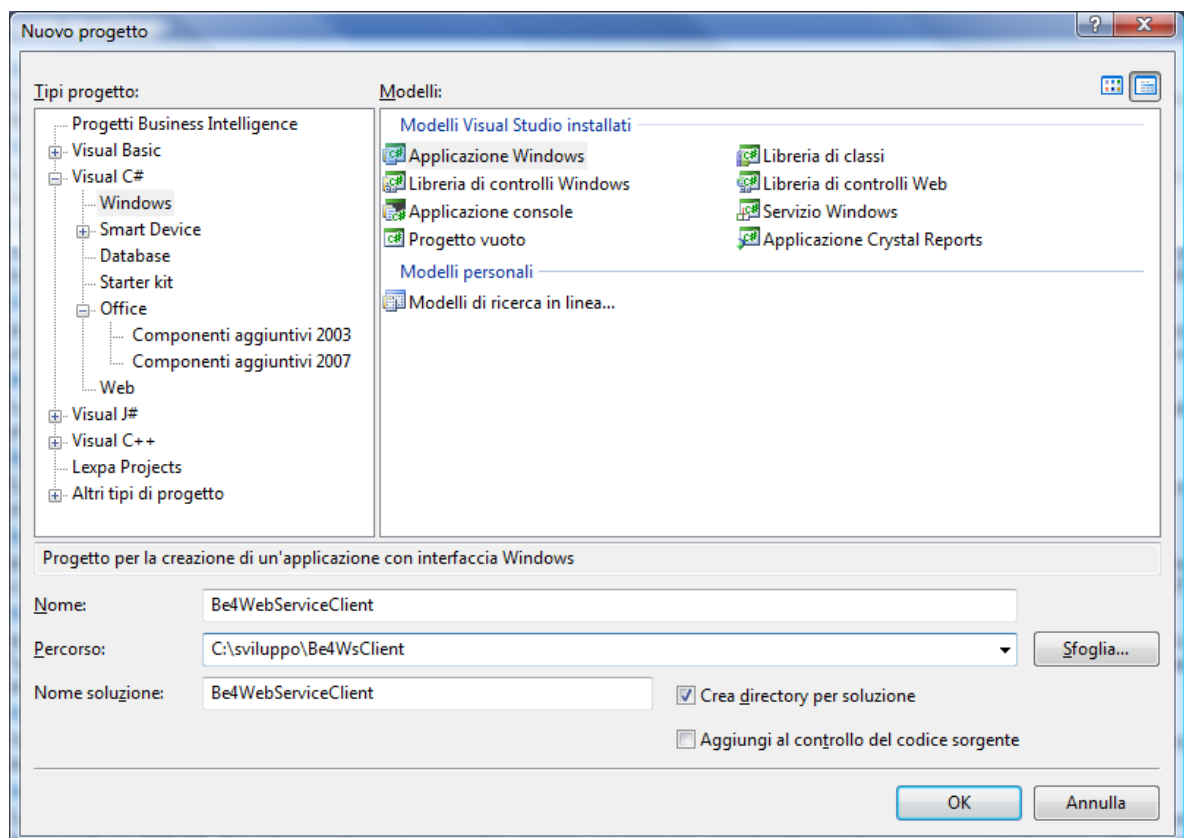 Nuovo progetto
Tipi progetto:
Modelli:
Progetti Business Intelligence
Visual Basic
Visual C#
Windows
Smart Device
Database
Starter kit
Office
Componenti aggiuntivi 2003
Componenti aggiuntivi 2007
Web
Visual J#
Visual C++
Lexpa Projects
Altri tipi di progetto
Modelli Visual Studio installati
Applicazione Windows
Libreria di classi
Libreria di controlli Windows
Libreria di controlli Web
Applicazione console
Servizio Windows
Progetto vuoto
Applicazione Crystal Reports
Modelli personali
Modelli di ricerca in linea...
Progetto per la creazione di un'applicazione con interfaccia Windows
Nome:
Be4WebServiceClient
Percorso:
C:\sviluppo\Be4WsClient
Sfoglia...
Nome soluzione:
Be4WebServiceClient
Crea directory per soluzione
Aggiungi al controllo del codice sorgente
OK
Annulla